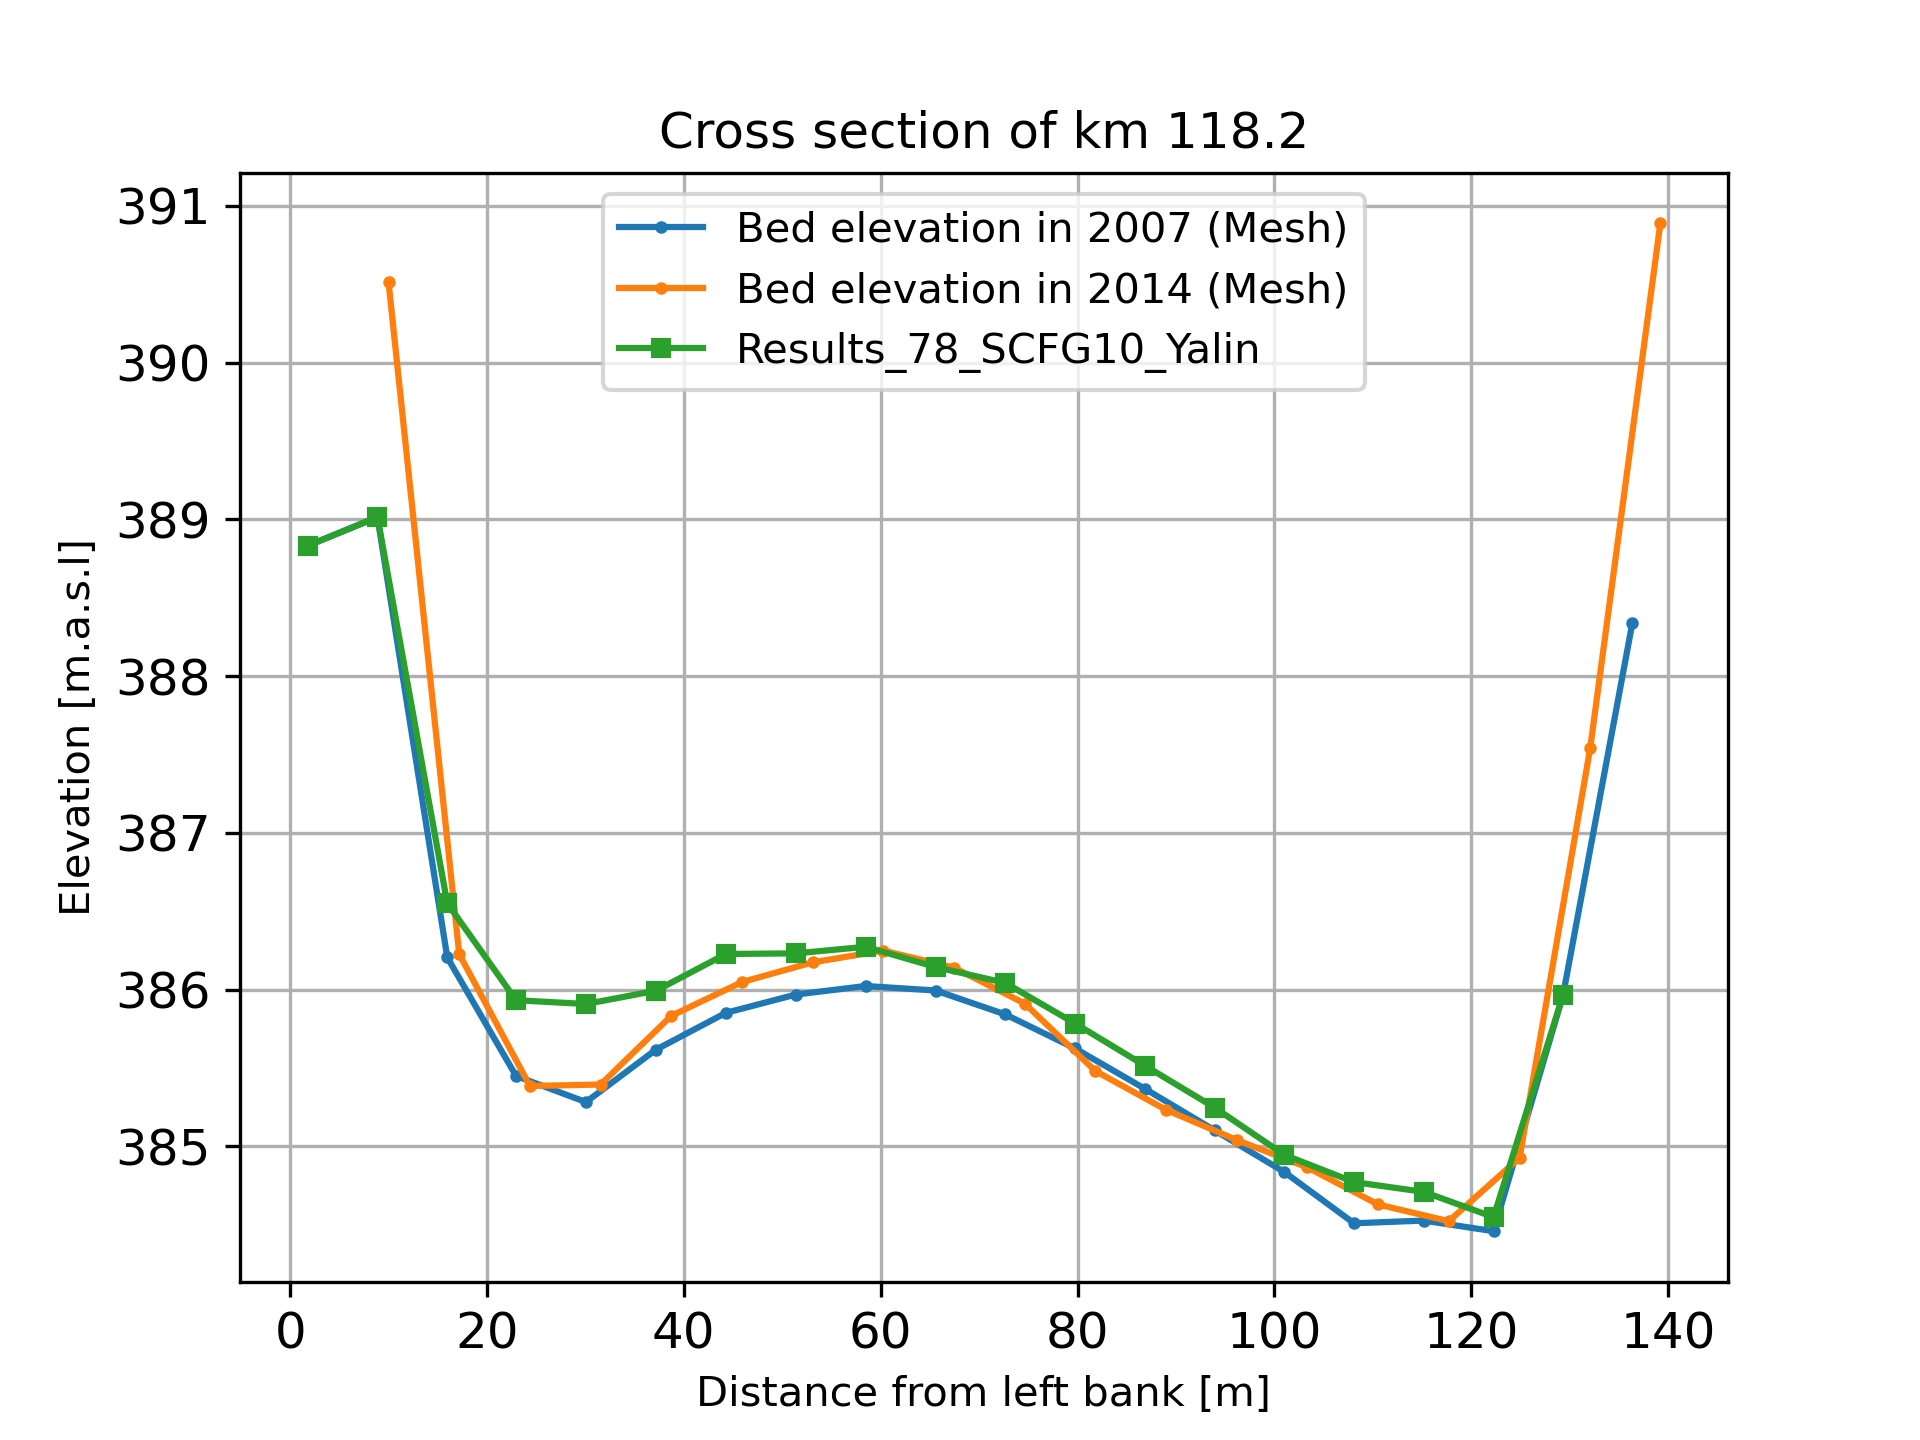 Cross section of km 118.2
Bed elevation in 2007 (Mesh)
Bed elevation in 2014 (Mesh)
Results_78_SCFG10_Yalin
Elevation [m.a.s.l]
391
390
389
388
387
386
385
0 20 40 60 80 100 120 140
Distance from left bank [m]